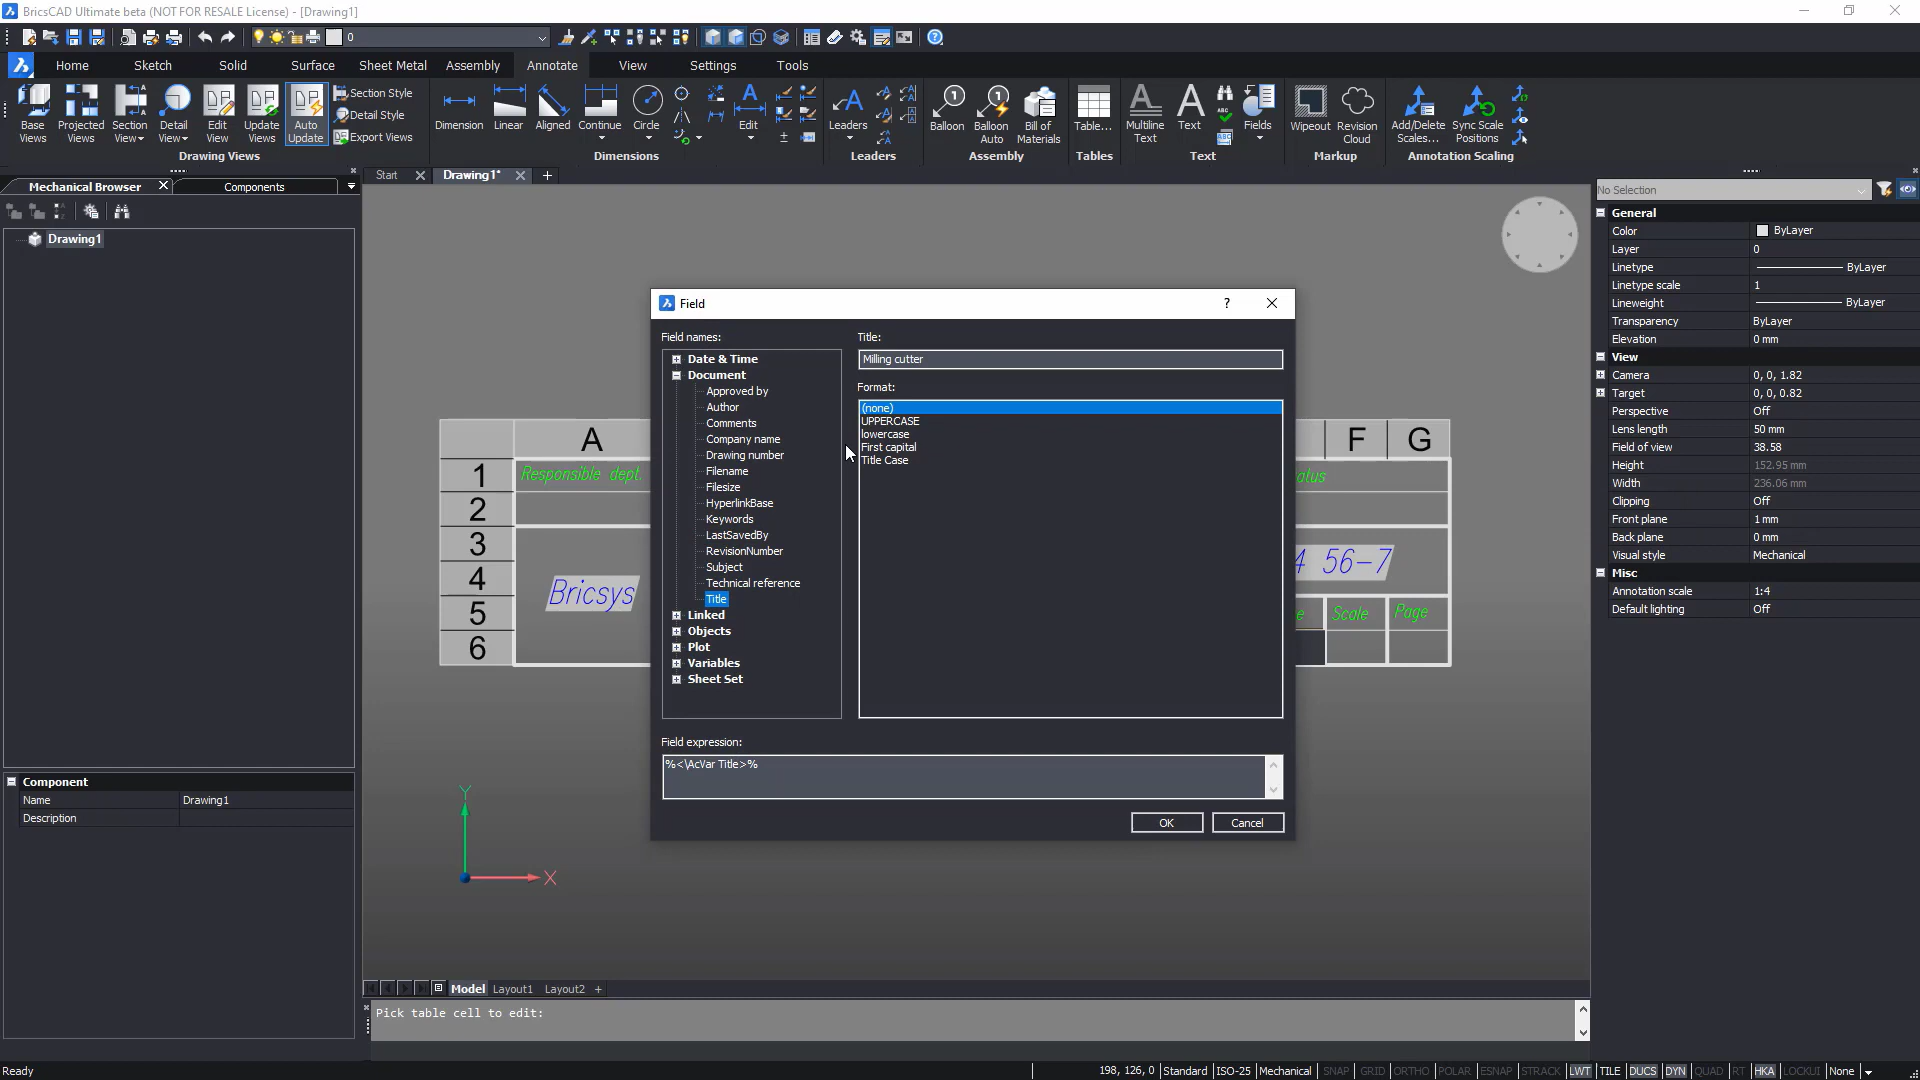 BricsCAD Ultimate beta (NOT FOR RESALE License) - [Drawing1]
0
Home Sketch Solid Surface Sheet Metal Assembly Annotate View Settings Tools
Base Views
Projected Views
Section View
Detail View
Edit View
Update Views
Auto Update
Section Style
Detail Style
Export Views
Drawing Views
Dimension
Linear
Aligned
Continue
Circle
Edit
Dimensions
Leaders
Leaders
Balloon
Balloon Auto
Bill of Materials
Assembly
Table...
Tables
Multiline Text
Text
Fields
Text
Wipeout
Revision Cloud
Markup
Add/Delete Scales...
Sync Scale Positions
Annotation Scaling
Mechanical Browser
Components
Drawing1
Component
Name Drawing1
Description
Start
Drawing1*
A F G
1 Responsible dept. atus
2
3
4 Bricsys 4 56-7
5 e Scale Page
6
Y
X
Field
?
Field names:
Date & Time
Document
Approved by
Author
Comments
Company name
Drawing number
Filename
Filesize
HyperlinkBase
Keywords
LastSavedBy
RevisionNumber
Subject
Technical reference
Title
Linked
Objects
Plot
Variables
Sheet Set
Title:
Milling cutter
Format:
(none)
UPPERCASE
lowercase
First capital
Title Case
Field expression:
%<\AcVar Title>%
OK
Cancel
No Selection
General
Color ByLayer
Layer 0
Linetype ByLayer
Linetype scale 1
Lineweight ByLayer
Transparency ByLayer
Elevation 0 mm
View
Camera 0, 0, 1.82
Target 0, 0, 0.82
Perspective Off
Lens length 50 mm
Field of view 38.58
Height 152.95 mm
Width 236.06 mm
Clipping Off
Front plane 1 mm
Back plane 0 mm
Visual style Mechanical
Misc
Annotation scale 1:4
Default lighting Off
Model Layout1 Layout2 +
Pick table cell to edit:
Ready
198, 126, 0 Standard ISO-25 Mechanical SNAP GRID ORTHO POLAR ESNAP STRACK LWT TILE DUCS DYN QUAD RT HKA LOCKUI None